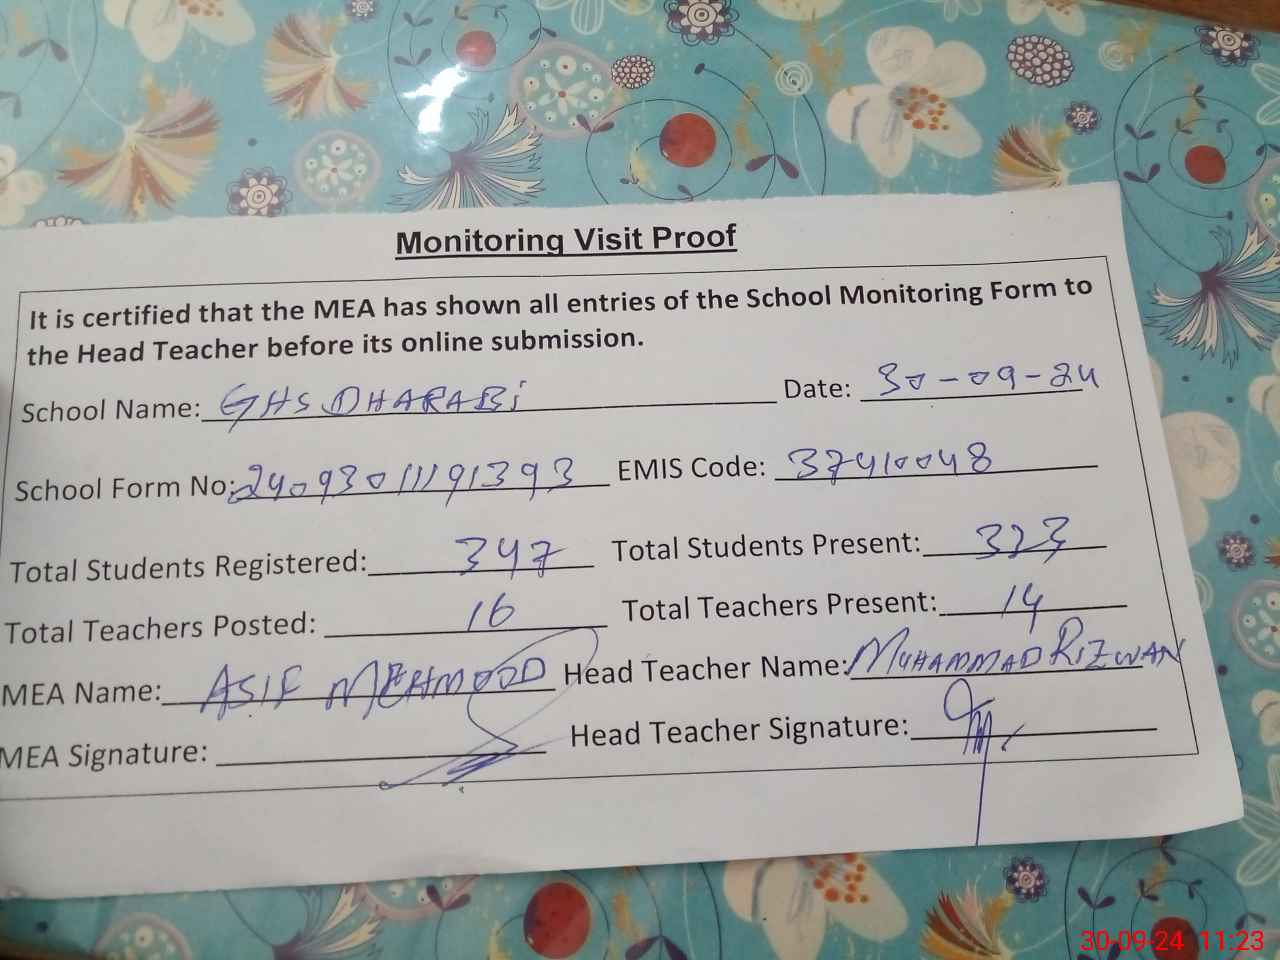 Monitoring Visit Proof
It is certified that the MEA has shown all entries of the School Monitoring Form to
the Head Teacher before its online submission.
School Name: GHS DHARABi Date: 30-09-24
School Form No: 2409301191393 EMIS Code: 37410048
Total Students Registered: 347 Total Students Present: 323
Total Teachers Posted: 16 Total Teachers Present: 14
MEA Name: ASIF MEHMOOD Head Teacher Name: MUHAMMAD RIZWAN
MEA Signature: Head Teacher Signature:
30-09-24 11:23